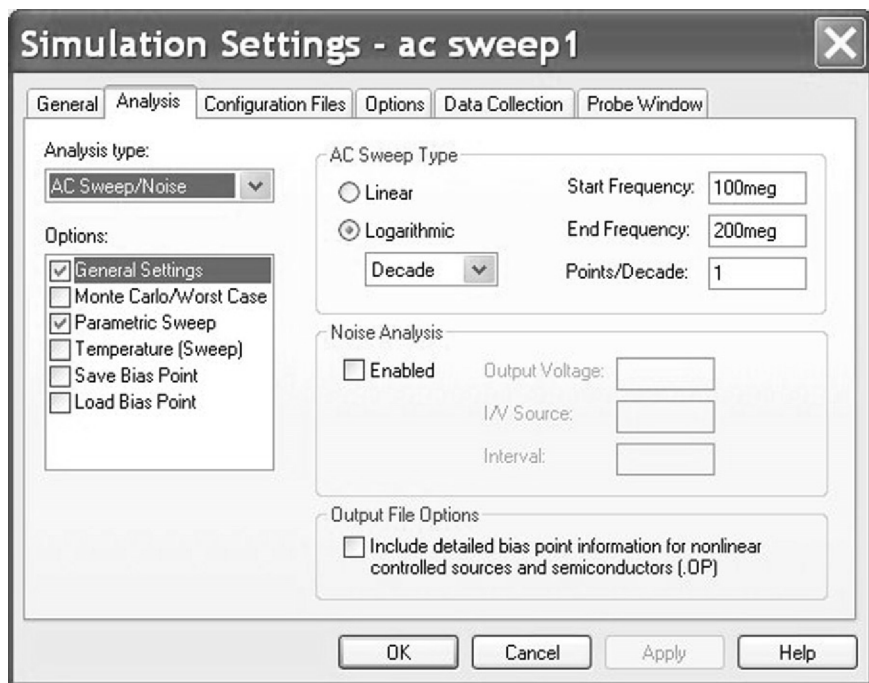 Simulation Settings - ac sweep1
General Analysis Configuration Files Options Data Collection Probe Window
Analysis type:
AC Sweep/Noise
Options:
General Settings
Monte Carlo/Worst Case
Parametric Sweep
Temperature (Sweep)
Save Bias Point
Load Bias Point
AC Sweep Type
Linear
Logarithmic
Decade
Start Frequency: 100meg
End Frequency: 200meg
Points/Decade: 1
Noise Analysis
Enabled
Output Voltage:
I/V Source:
Interval:
Output File Options
Include detailed bias point information for nonlinear
controlled sources and semiconductors (.OP)
OK Cancel Apply Help